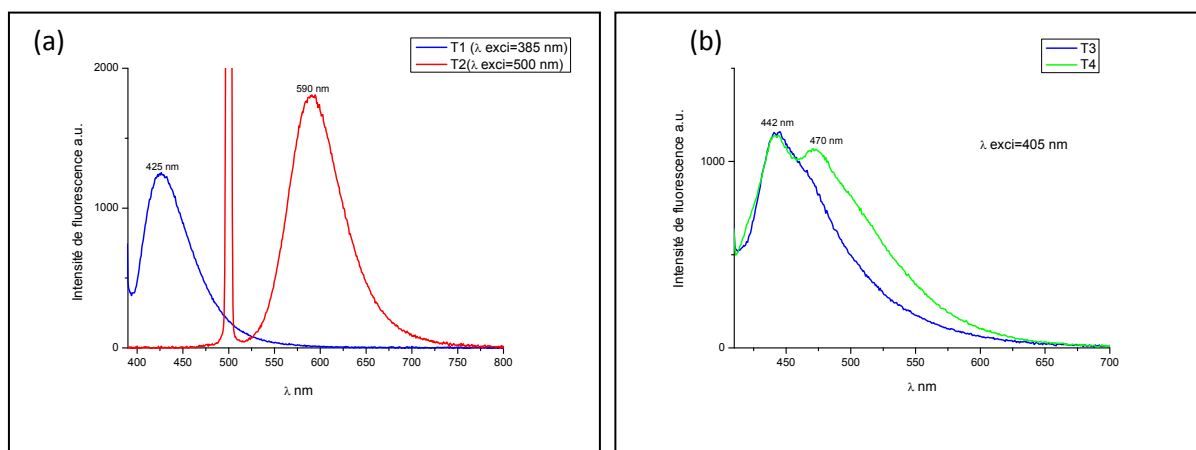 (a)
T1 (λ exci=385 nm)
T2(λ exci=500 nm)
2000
1000
0
Intensité de fluorescence a.u.
425 nm
590 nm
400 450 500 550 600 650 700 750 800
λ nm
(b)
T3
T4
1000
0
Intensité de fluorescence a.u.
442 nm
470 nm
λ exci=405 nm
450 500 550 600 650 700
λ nm